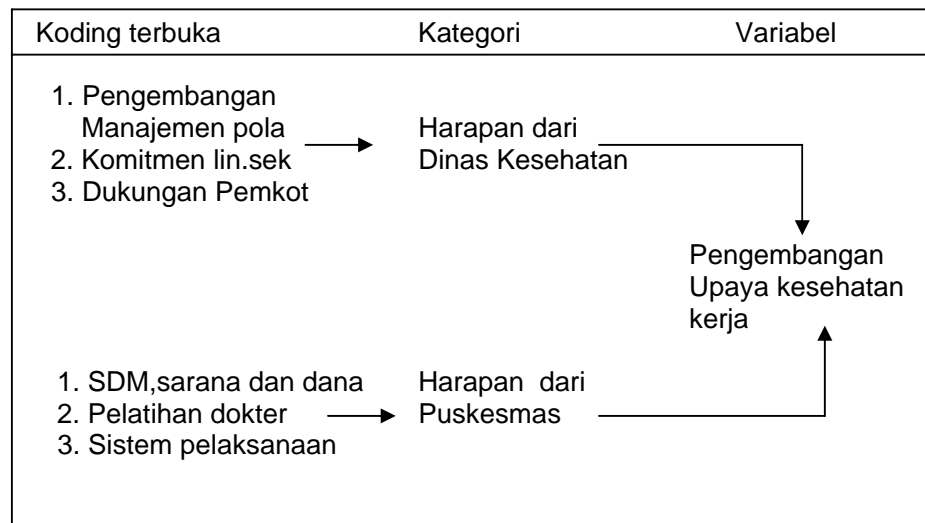 Koding terbuka Kategori Variabel
1. Pengembangan
Manajemen pola
2. Komitmen lin.sek
3. Dukungan Pemkot
Harapan dari
Dinas Kesehatan
Pengembangan
Upaya kesehatan
kerja
1. SDM,sarana dan dana
2. Pelatihan dokter
3. Sistem pelaksanaan
Harapan dari
Puskesmas